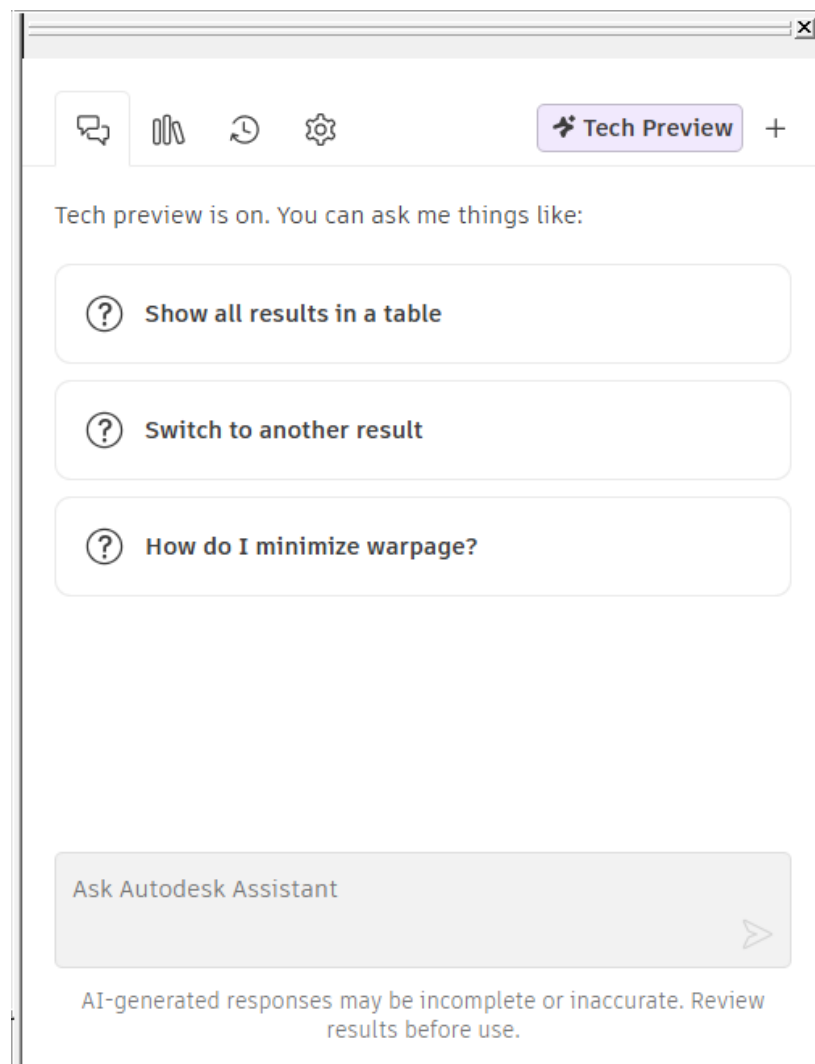 Tech Preview
Tech preview is on. You can ask me things like:
Show all results in a table
Switch to another result
How do I minimize warpage?
Ask Autodesk Assistant
AI-generated responses may be incomplete or inaccurate. Review
results before use.